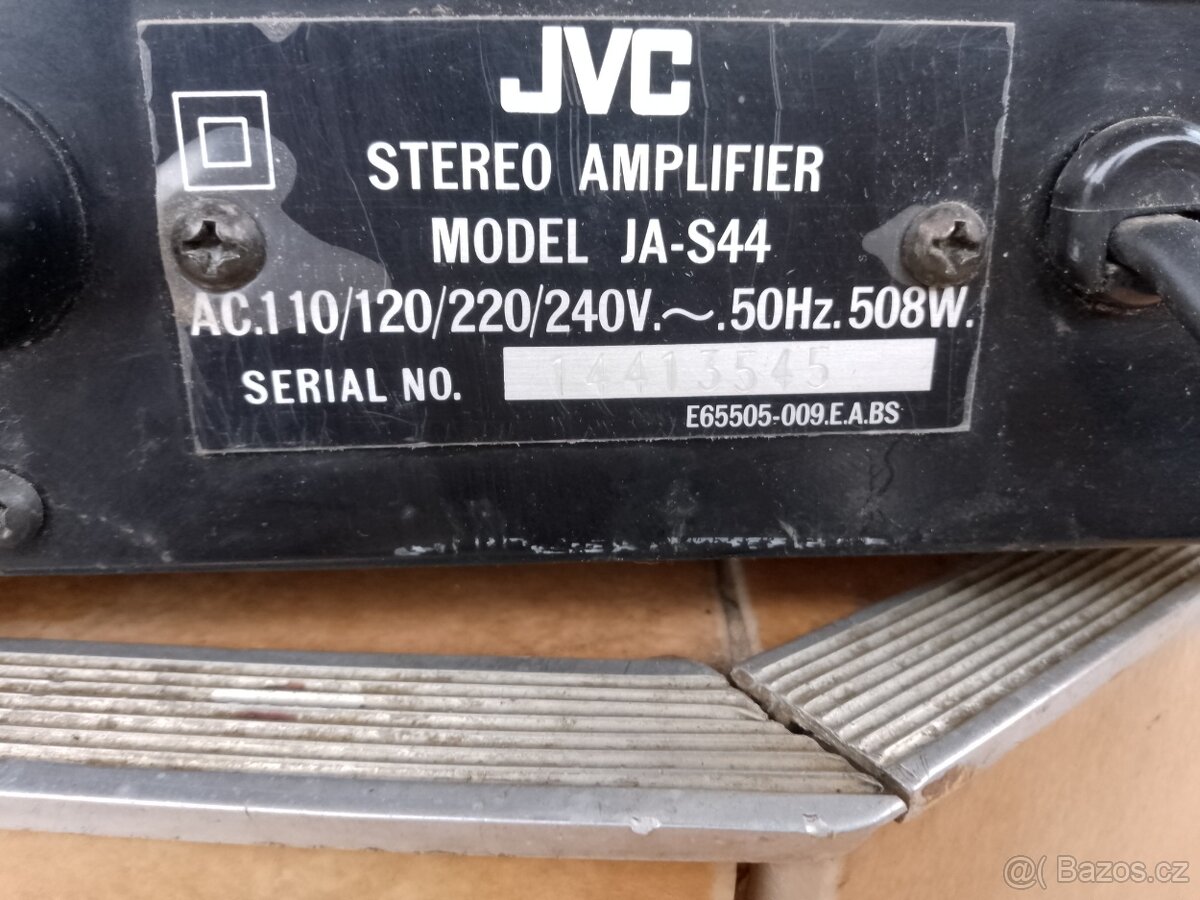 JVC
STEREO AMPLIFIER
MODEL JA-S44
AC.110/120/220/240V.~.50Hz.508W.
SERIAL NO. 14413545
E65505-009.E.A.BS
@( Bazos.cz